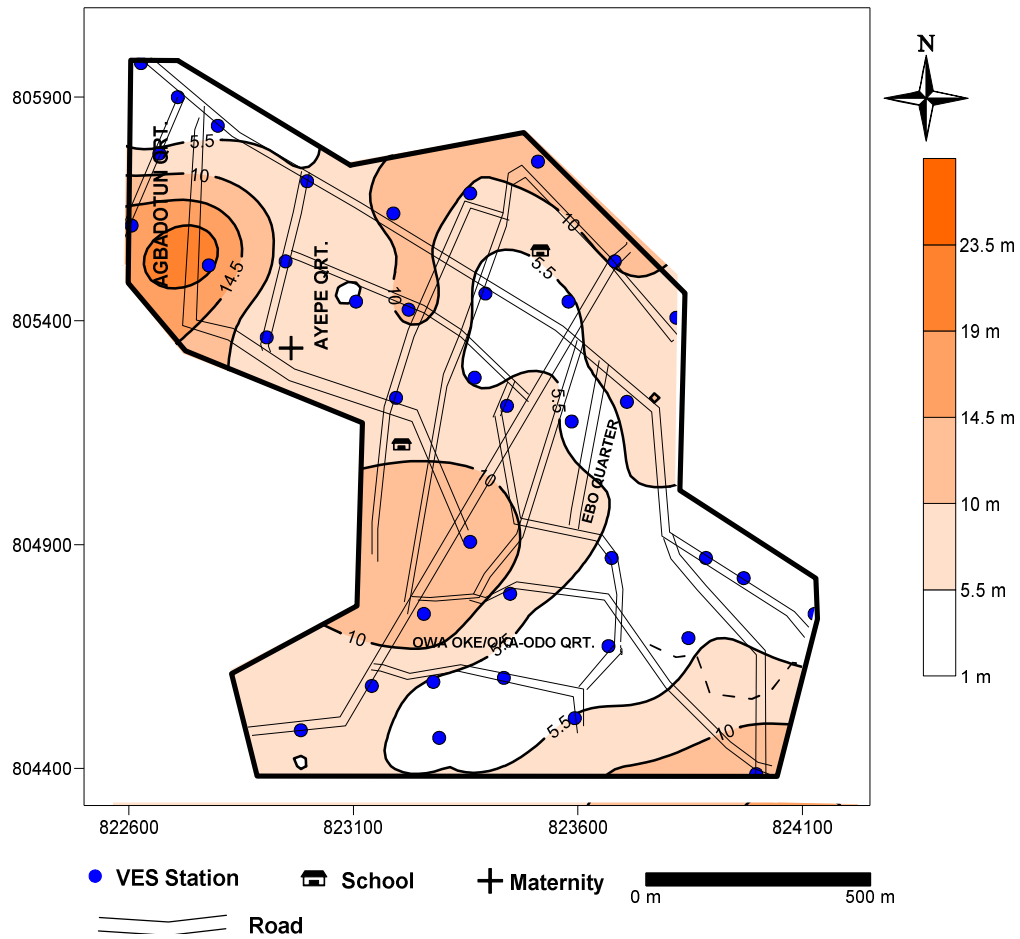 N
805900
805400
804900
804400
822600
823100
823600
824100
5.5
10
14.5
AGBADOTUN QRT.
AYEPE QRT.
10
10
5.5
5.5
EBO QUARTER
10
10
OWA OKE/OKA-ODO QRT.
5.5
10
23.5 m
19 m
14.5 m
10 m
5.5 m
1 m
VES Station
School
Maternity
0 m
500 m
Road